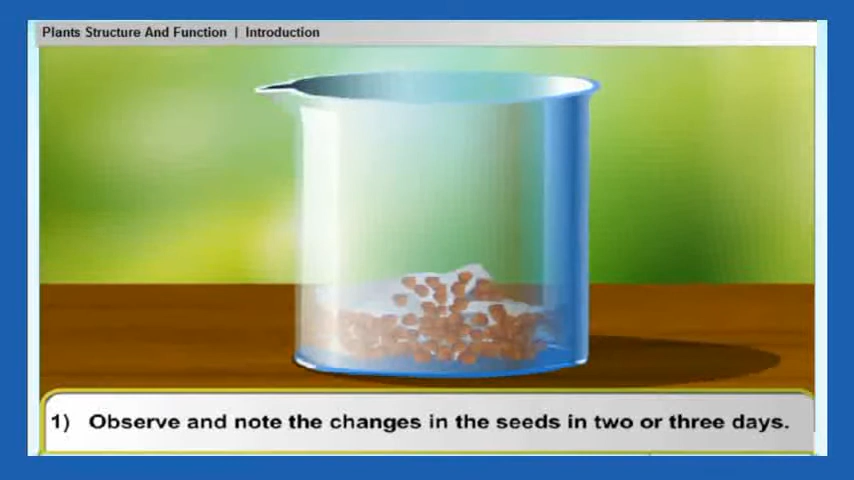 Plants Structure And Function | Introduction
1) Observe and note the changes in the seeds in two or three days.